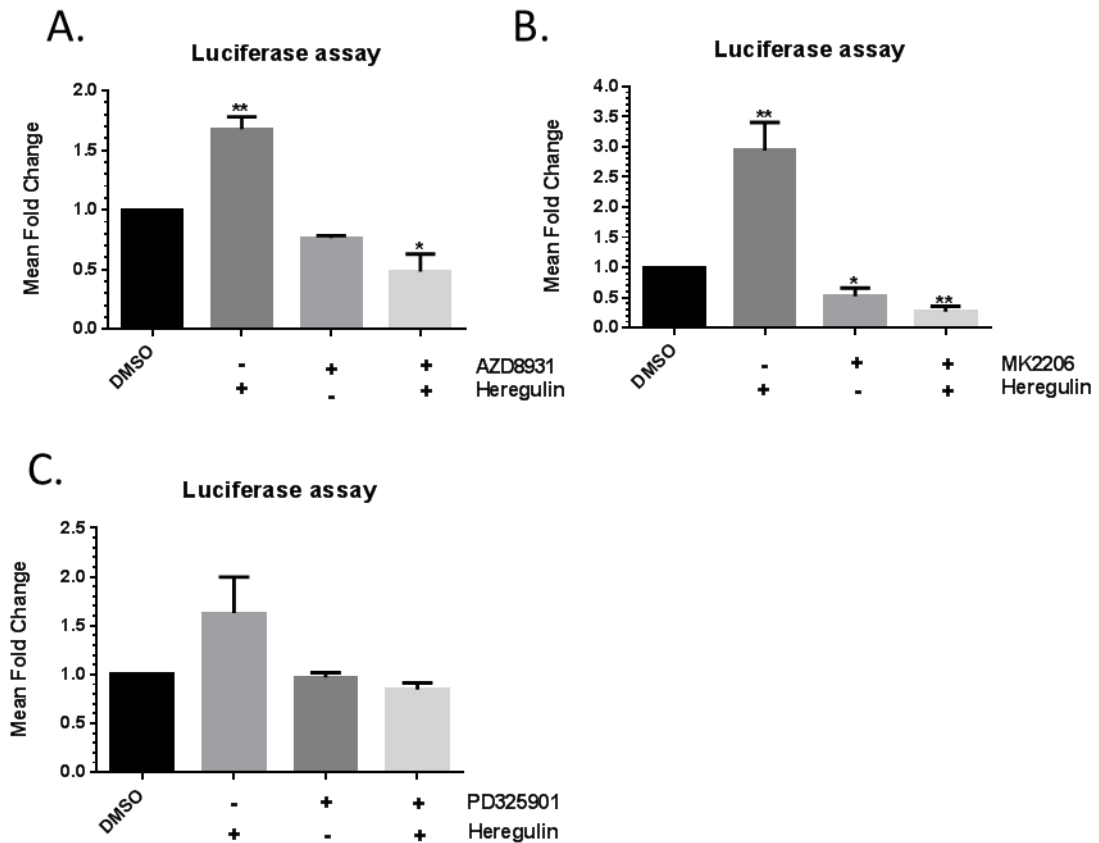 A.
Luciferase assay
Mean Fold Change
2.0
1.5
1.0
0.5
0.0
**
*
DMSO
- + + AZD8931
+ - + Heregulin
B.
Luciferase assay
Mean Fold Change
4.0
3.5
3.0
2.5
2.0
1.5
1.0
0.5
0.0
**
*
**
DMSO
- + + MK2206
+ - + Heregulin
C.
Luciferase assay
Mean Fold Change
2.5
2.0
1.5
1.0
0.5
0.0
DMSO
- + + PD325901
+ - + Heregulin